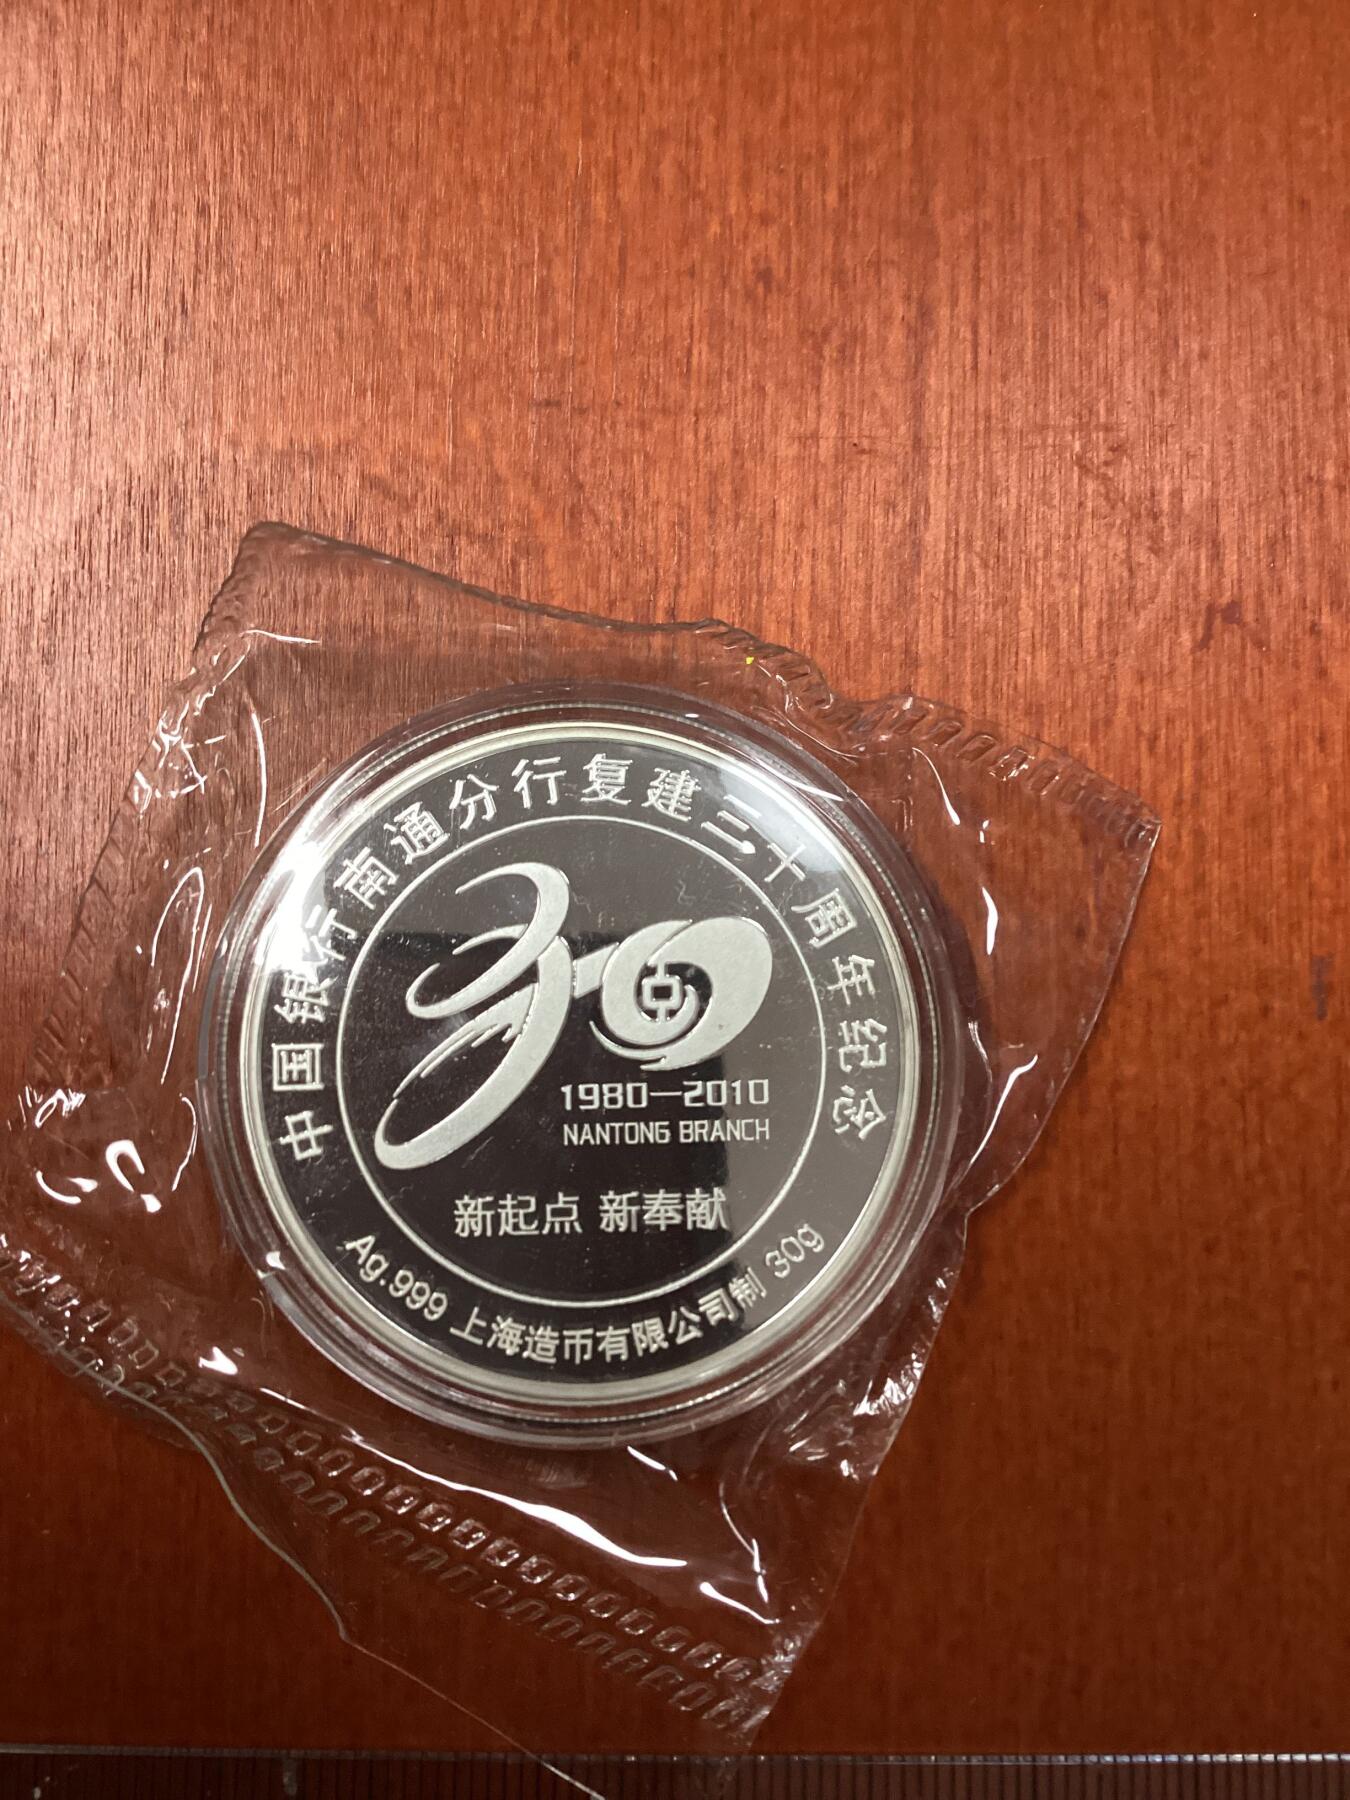 中国银行南通分行复建三十周年纪念
30
1980—2010
NANTONG BRANCH
新起点 新奉献
Ag.999 上海造币有限公司制 30g